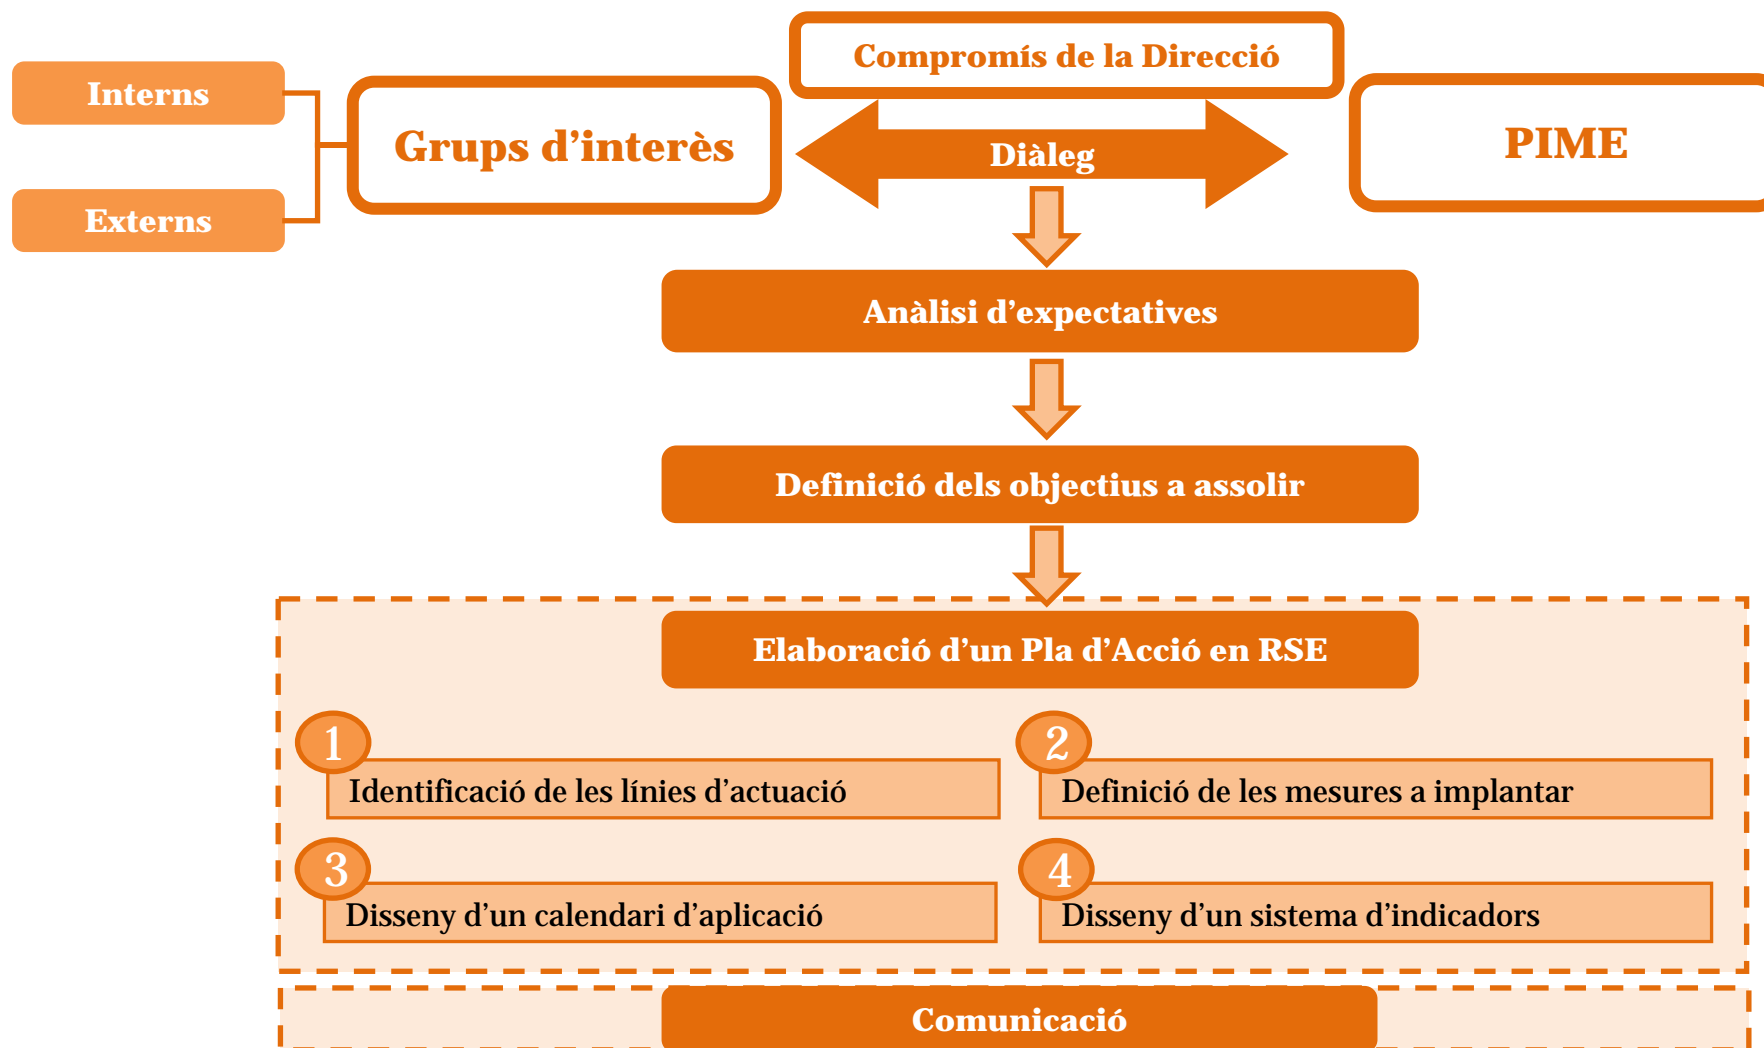 Compromís de la Direcció
Interns
Grups d’interès
Diàleg
PIME
Externs
Anàlisi d’expectatives
Definició dels objectius a assolir
Elaboració d’un Pla d’Acció en RSE
1
Identificació de les línies d’actuació
2
Definició de les mesures a implantar
3
Disseny d’un calendari d’aplicació
4
Disseny d’un sistema d’indicadors
Comunicació